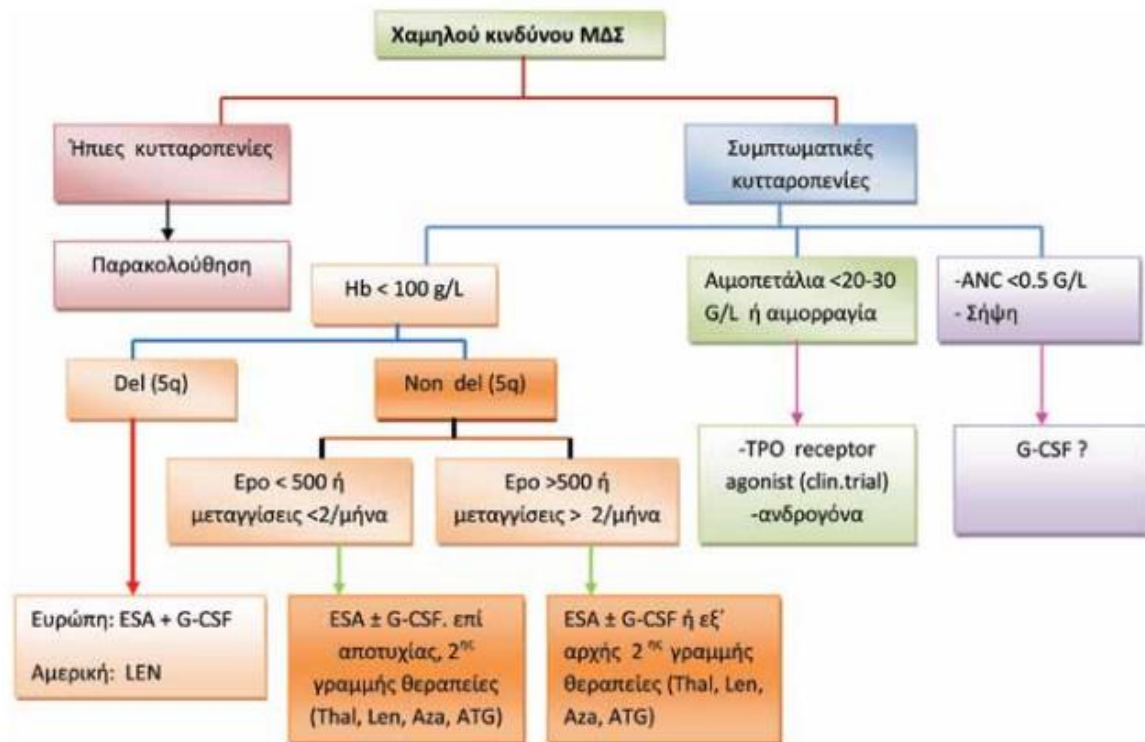 Χαμηλού κινδύνου ΜΔΣ
Ήπιες κυτταροπενίες
Συμπτωματικές
κυτταροπενίες
Παρακολούθηση
Hb < 100 g/L
Αιμοπετάλια <20-30
G/L ή αιμορραγία
-ANC <0.5 G/L
- Σήψη
Del (5q)
Non del (5q)
Epo < 500 ή
μεταγγίσεις <2/μήνα
Epo >500 ή
μεταγγίσεις > 2/μήνα
-TPO receptor
agonist (clin.trial)
-ανδρογόνα
G-CSF ?
Ευρώπη: ESA + G-CSF
Αμερική: LEN
ESA ± G-CSF. επί
αποτυχίας, 2ης
γραμμής θεραπείες
(Thal, Len, Aza, ATG)
ESA ± G-CSF ή εξ'
αρχής 2 ης γραμμής
θεραπείες (Thal, Len,
Aza, ATG)